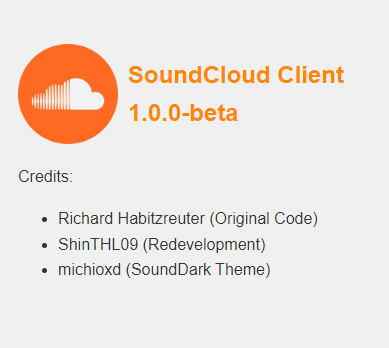 SoundCloud Client
1.0.0-beta
Credits:
• Richard Habitzreuter (Original Code)
• ShinTHL09 (Redevelopment)
• michioxd (SoundDark Theme)